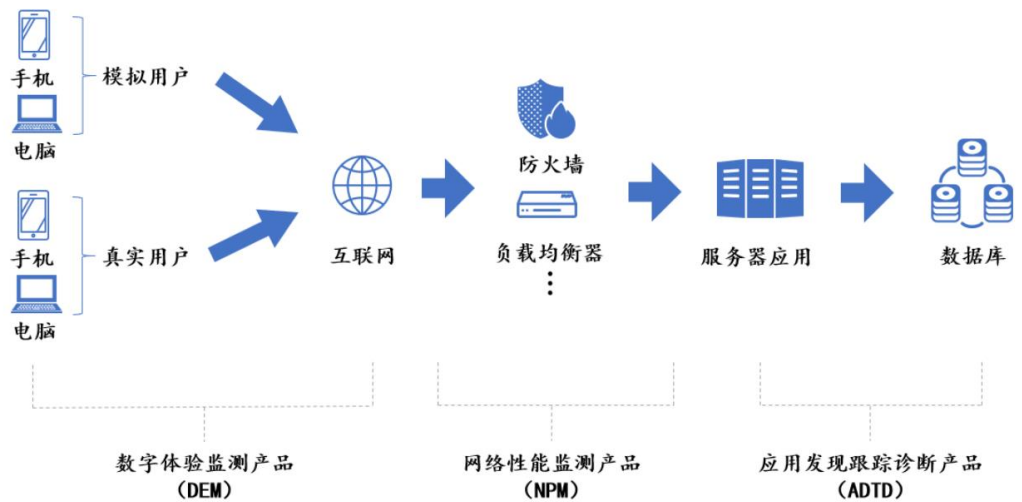 手机
模拟用户
电脑
手机
真实用户
电脑
互联网
防火墙
负载均衡器
服务器应用
数据库
数字体验监测产品
（DEM）
网络性能监测产品
（NPM）
应用发现跟踪诊断产品
（ADTD）